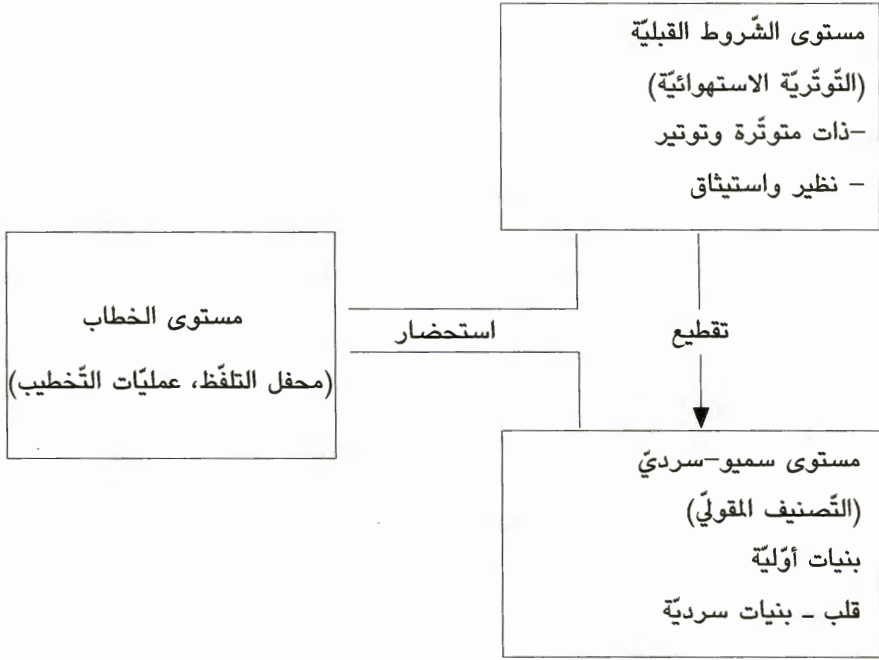 مستوى الشّروط القبليّة
(التّوتّريّة الاستهوائيّة)
–ذات متوتّرة وتوتير
– نظير واستيثاق
مستوى الخطاب
(محفل التلفّظ، عمليّات التّخطيب)
استحضار
تقطيع
مستوى سميو–سرديّ
(التّصنيف المقوليّ)
بنيات أوّليّة
قلب – بنيات سرديّة